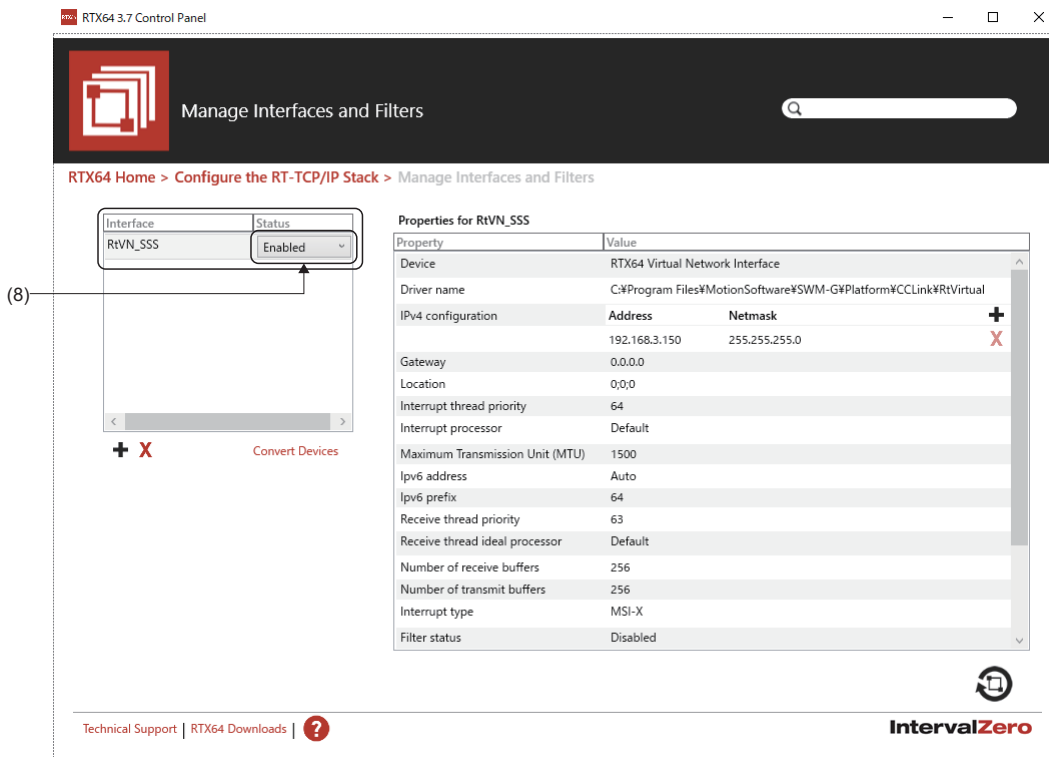 RTX64 3.7 Control Panel
Manage Interfaces and Filters
RTX64 Home > Configure the RT-TCP/IP Stack > Manage Interfaces and Filters
Interface Status
RtVN_SSS Enabled
(8)
Convert Devices
Properties for RtVN_SSS
Property Value
Device RTX64 Virtual Network Interface
Driver name C:¥Program Files¥MotionSoftware¥SWM-G¥Platform¥CCLink¥RtVirtual
IPv4 configuration Address Netmask
192.168.3.150 255.255.255.0
Gateway 0.0.0.0
Location 0;0;0
Interrupt thread priority 64
Interrupt processor Default
Maximum Transmission Unit (MTU) 1500
Ipv6 address Auto
Ipv6 prefix 64
Receive thread priority 63
Receive thread ideal processor Default
Number of receive buffers 256
Number of transmit buffers 256
Interrupt type MSI-X
Filter status Disabled
Technical Support | RTX64 Downloads | ?
IntervalZero